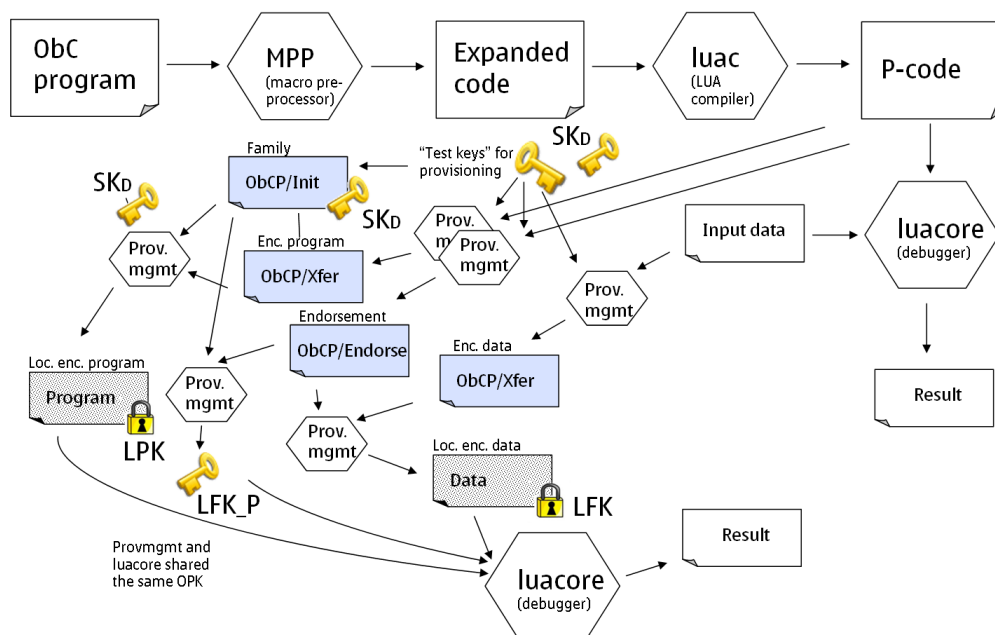 ObC
program
MPP
(macro pre-
processor)
Expanded
code
luac
(LUA
compiler)
P-code
SKD
"Test keys" for
provisioning
Family
ObCP/Init
SKD
SKD
Prov.
mgmt
Enc. program
ObCP/Xfer
Prov.
mgmt
Prov.
mgmt
Input data
luacore
(debugger)
Prov.
mgmt
Endorsement
ObCP/Endorse
Enc. data
ObCP/Xfer
Loc. enc. program
Program
LPK
Prov.
mgmt
LFK_P
Prov.
mgmt
Loc. enc. data
Data
LFK
Result
Provmgmt and
luacore shared
the same OPK
luacore
(debugger)
Result